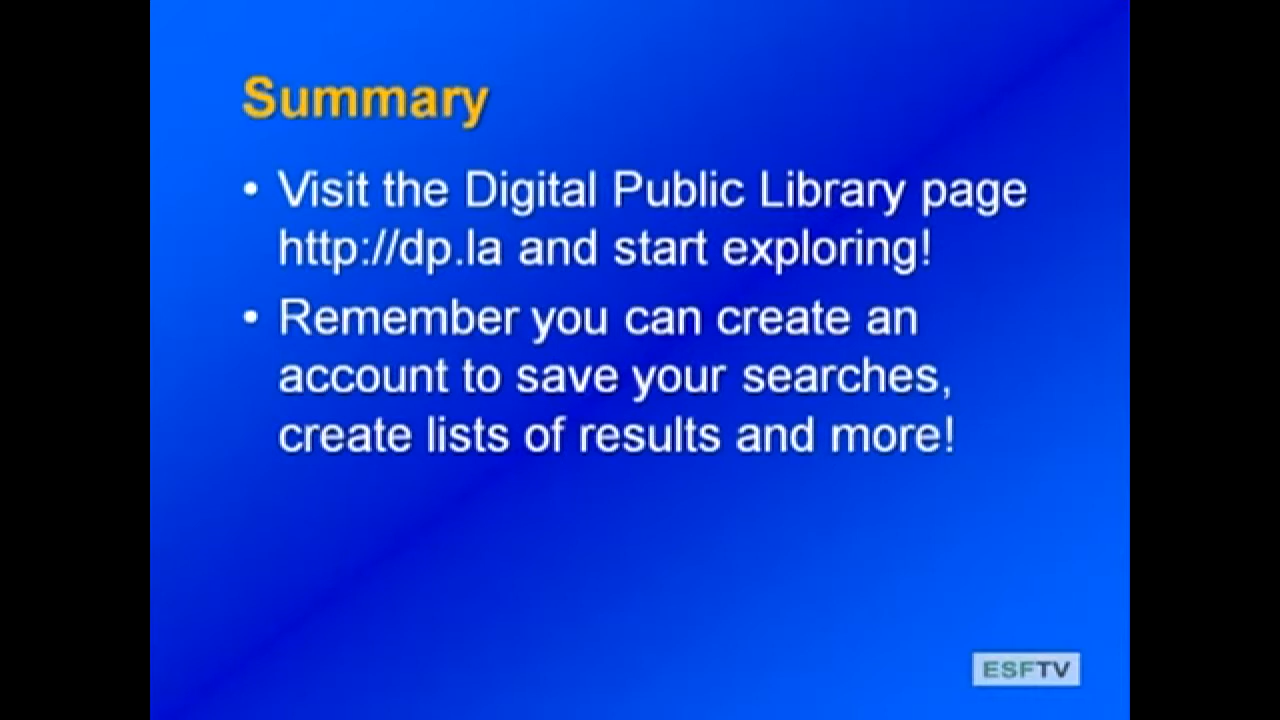 Summary
• Visit the Digital Public Library page
http://dp.la and start exploring!
• Remember you can create an
account to save your searches,
create lists of results and more!
ESFTV